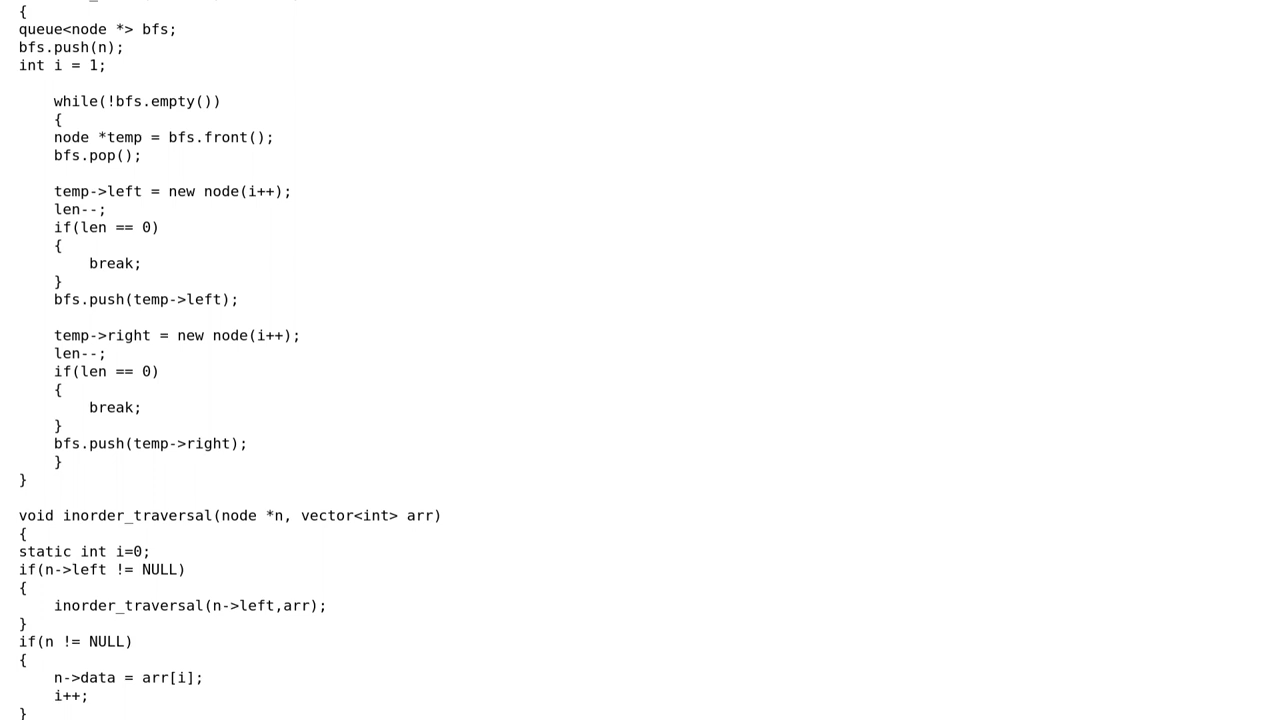 {
queue<node *> bfs;
bfs.push(n);
int i = 1;
while(!bfs.empty())
{
node *temp = bfs.front();
bfs.pop();
temp->left = new node(i++);
len--;
if(len == 0)
{
break;
}
bfs.push(temp->left);
temp->right = new node(i++);
len--;
if(len == 0)
{
break;
}
bfs.push(temp->right);
}
}
void inorder_traversal(node *n, vector<int> arr)
{
static int i=0;
if(n->left != NULL)
{
inorder_traversal(n->left,arr);
}
if(n != NULL)
{
n->data = arr[i];
i++;
}